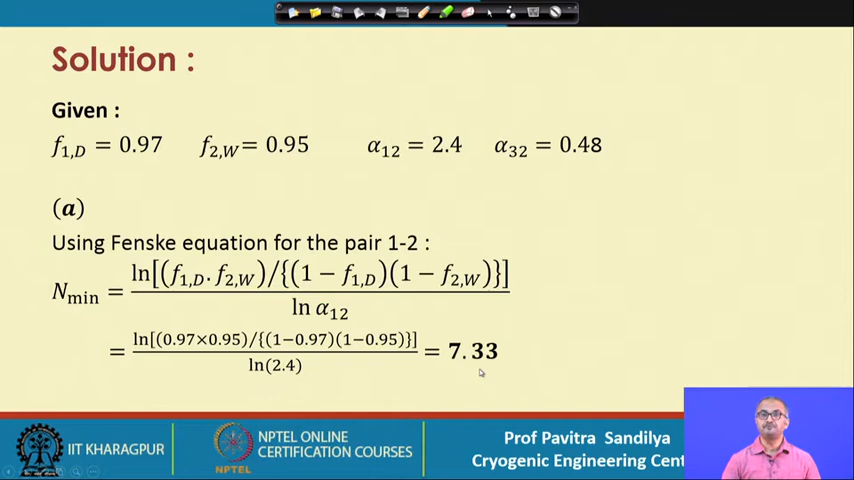 Solution :
Given :
f₁,D = 0.97 f₂,W = 0.95 α₁₂ = 2.4 α₃₂ = 0.48
(a)
Using Fenske equation for the pair 1-2 :
N_min = ln[(f₁,D.f₂,W)/{(1 − f₁,D)(1 − f₂,W)}] / ln α₁₂
= ln[(0.97×0.95)/{(1−0.97)(1−0.95)}] / ln(2.4) = 7.33
IIT KHARAGPUR
NPTEL
NPTEL ONLINE
CERTIFICATION COURSES
Prof Pavitra Sandilya
Cryogenic Engineering Cent